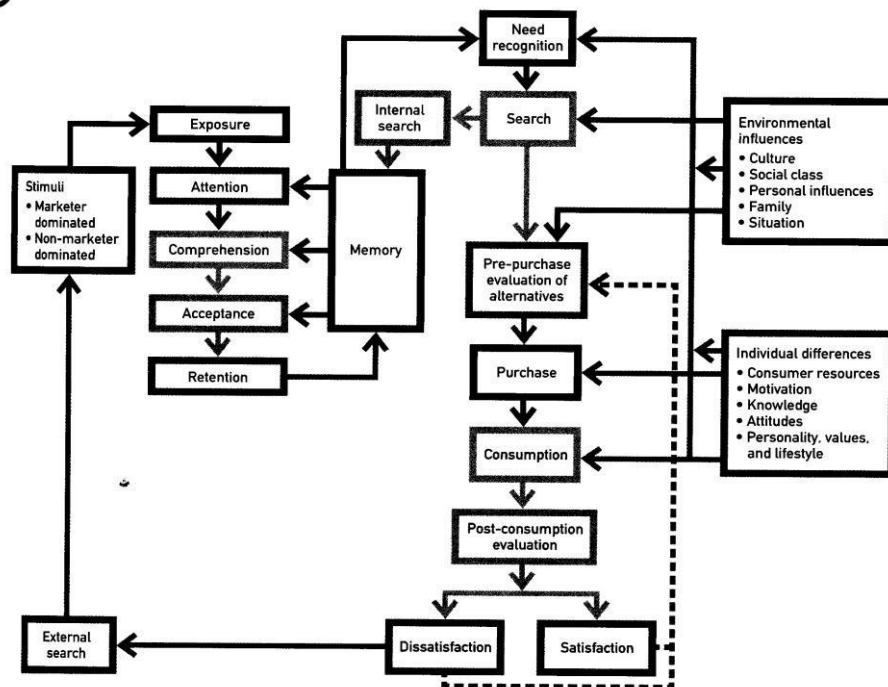 Need
recognition
Internal
search
Search
Exposure
Environmental
influences
• Culture
• Social class
• Personal influences
• Family
• Situation
Stimuli
• Marketer
dominated
• Non-marketer
dominated
Attention
Comprehension
Memory
Acceptance
Retention
Pre-purchase
evaluation of
alternatives
Purchase
Individual differences
• Consumer resources
• Motivation
• Knowledge
• Attitudes
• Personality, values,
and lifestyle
Consumption
Post-consumption
evaluation
External
search
Dissatisfaction
Satisfaction